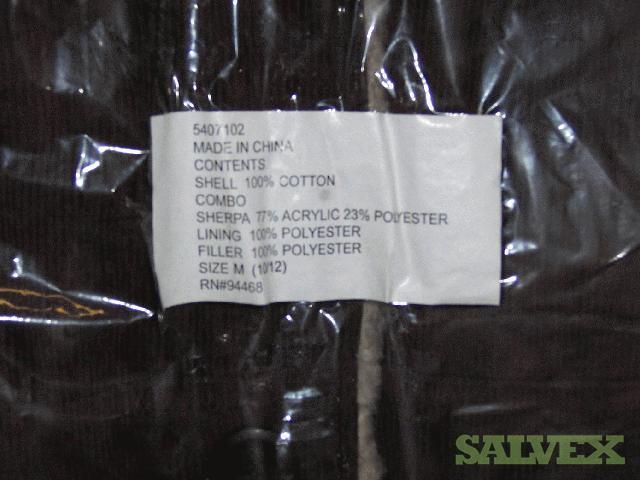 5407102
MADE IN CHINA
CONTENTS
SHELL 100% COTTON
COMBO
SHERPA 77% ACRYLIC 23% POLYESTER
LINING 100% POLYESTER
FILLER 100% POLYESTER
SIZE M (10/12)
RN#94468
SALVEX